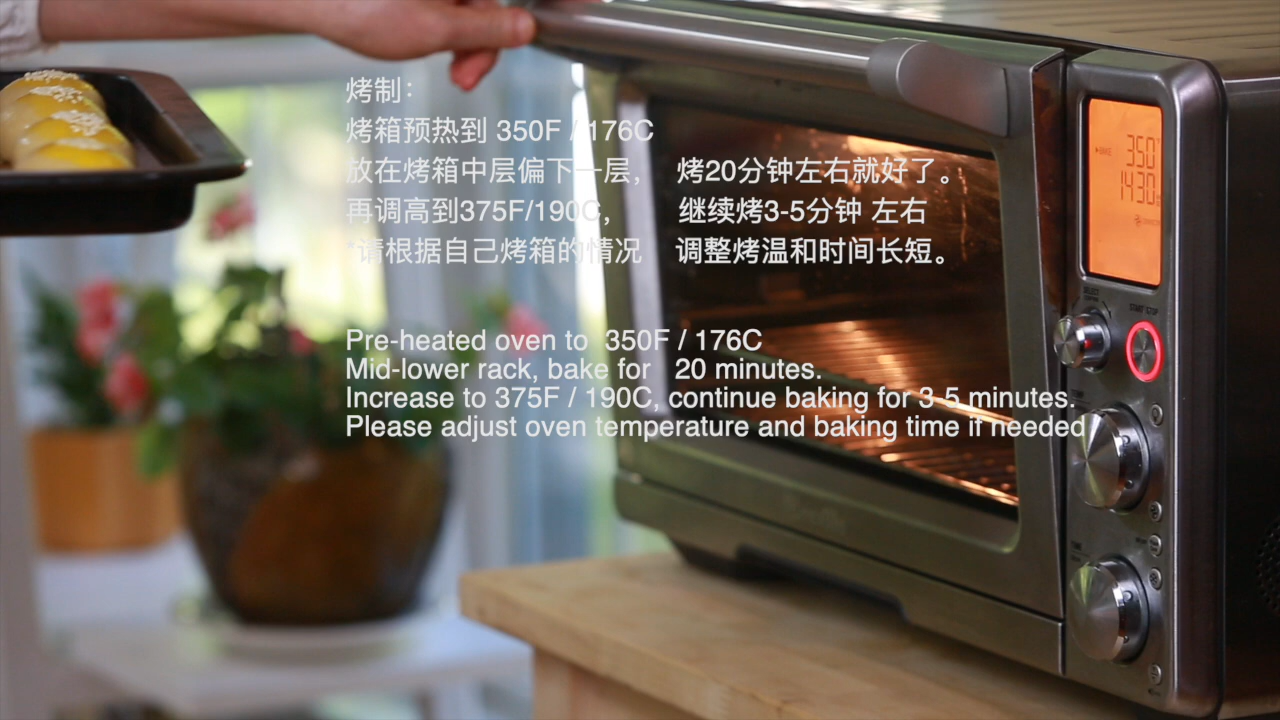 烤制：
烤箱预热到 350F / 176C
放在烤箱中层偏下一层， 烤20分钟左右就好了。
再调高到375F/190C， 继续烤3-5分钟 左右
*请根据自己烤箱的情况 调整烤温和时间长短。
Pre-heated oven to 350F / 176C
Mid-lower rack, bake for 20 minutes.
Increase to 375F / 190C, continue baking for 3-5 minutes.
Please adjust oven temperature and baking time if needed
350°F
BAKE